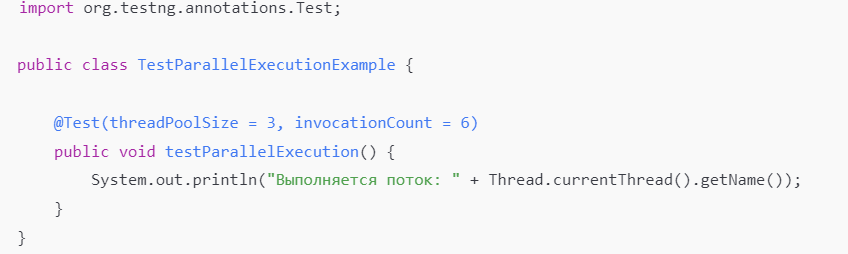 import org.testng.annotations.Test;
public class TestParallelExecutionExample {
@Test(threadPoolSize = 3, invocationCount = 6)
public void testParallelExecution() {
System.out.println("Выполняется поток: " + Thread.currentThread().getName());
}
}